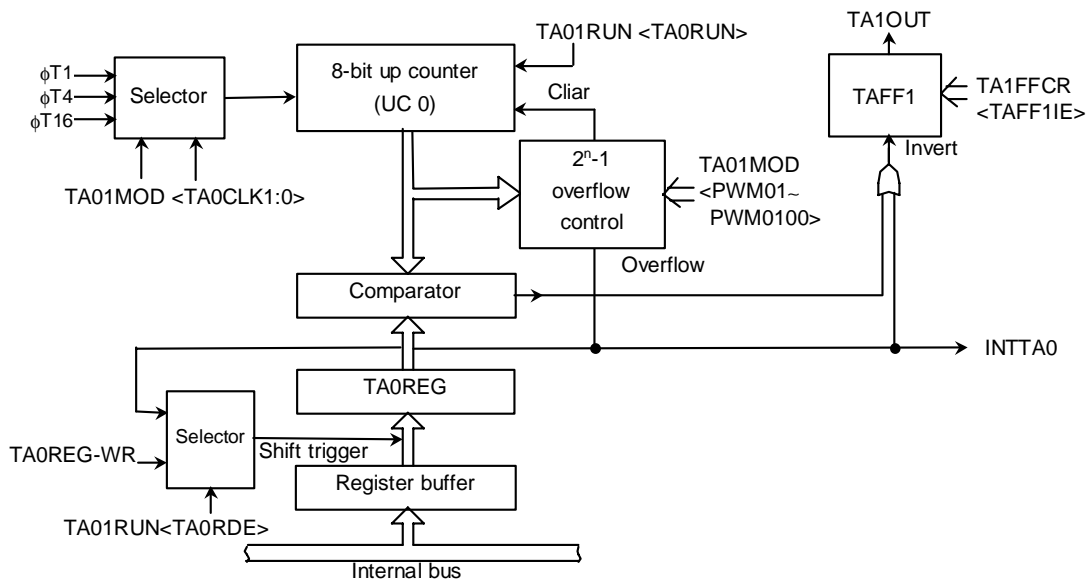 TA1OUT
TA01RUN <TA0RUN>
8-bit up counter
(UC 0)
ϕT1
ϕT4
ϕT16
Selector
TAFF1
TA1FFCR
<TAFF1IE>
Cliar
Invert
TA01MOD <TA0CLK1:0>
2ⁿ-1
overflow
control
TA01MOD
<PWM01~
PWM0100>
Overflow
Comparator
INTTA0
TA0REG
Selector
Shift trigger
TA0REG-WR
Register buffer
TA01RUN<TA0RDE>
Internal bus